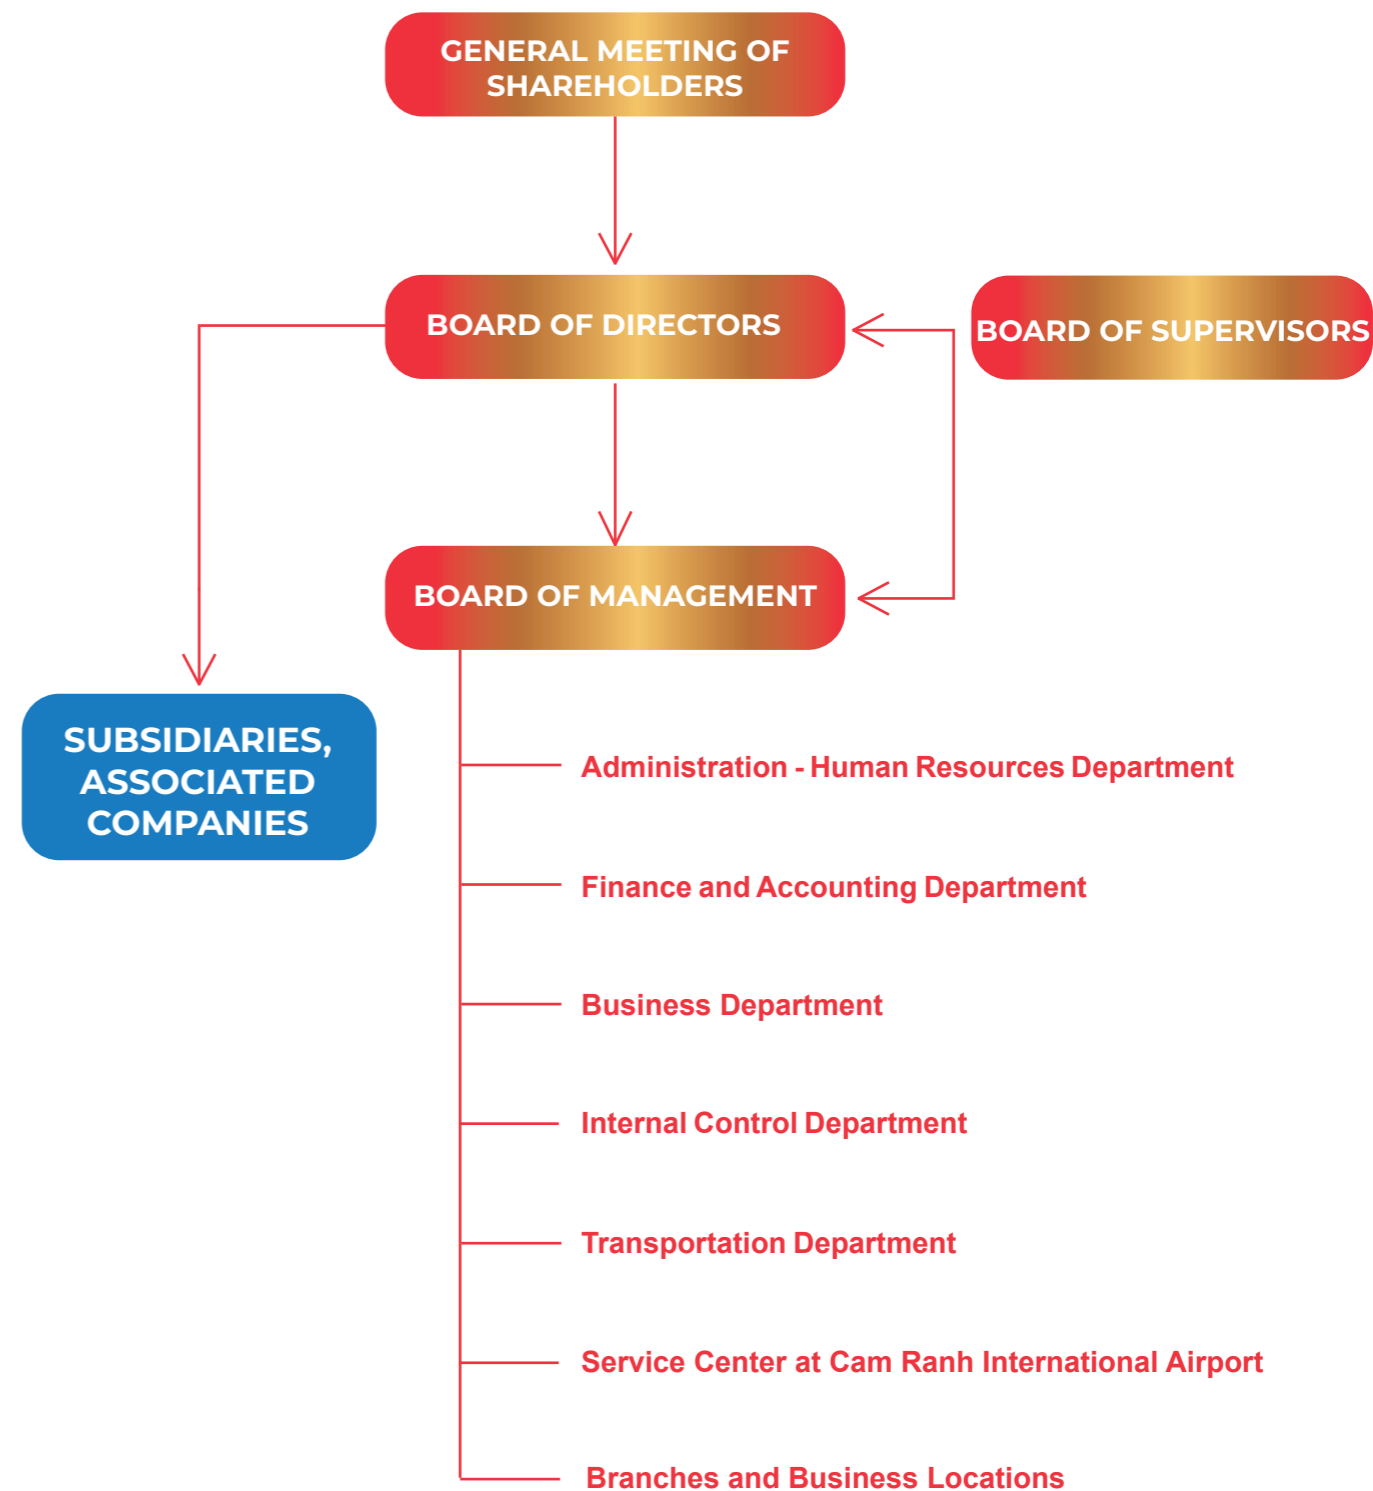 GENERAL MEETING OF
SHAREHOLDERS
BOARD OF DIRECTORS
BOARD OF SUPERVISORS
BOARD OF MANAGEMENT
SUBSIDIARIES,
ASSOCIATED
COMPANIES
Administration - Human Resources Department
Finance and Accounting Department
Business Department
Internal Control Department
Transportation Department
Service Center at Cam Ranh International Airport
Branches and Business Locations